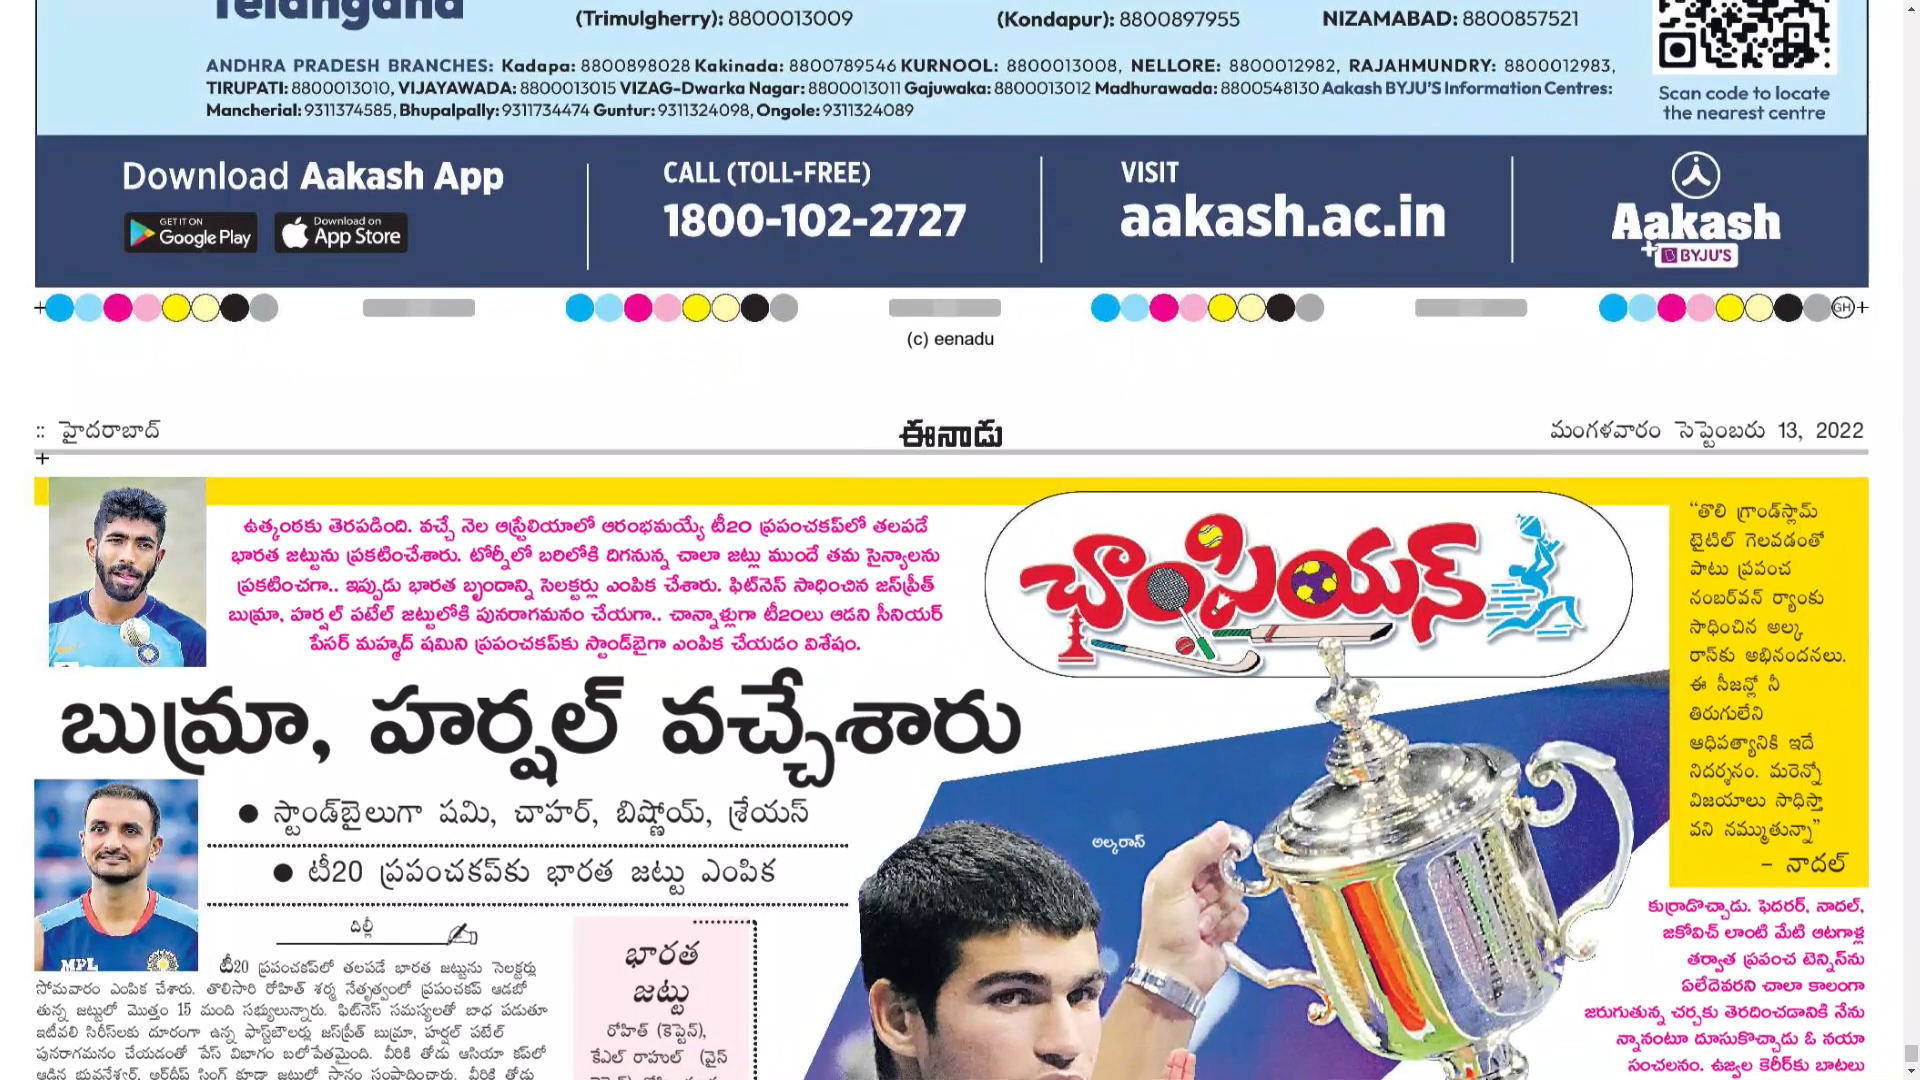 Telangana
(Trimulgherry): 8800013009
(Kondapur): 8800897955
NIZAMABAD: 8800857521
ANDHRA PRADESH BRANCHES: Kadapa: 8800898028 Kakinada: 8800789546 KURNOOL: 8800013008, NELLORE: 8800012982, RAJAHMUNDRY: 8800012983,
TIRUPATI: 8800013010, VIJAYAWADA: 8800013015 VIZAG-Dwarka Nagar: 8800013011 Gajuwaka: 8800013012 Madhurawada: 8800548130 Aakash BYJU'S Information Centres:
Mancherial: 9311374585, Bhupalpally: 9311734474 Guntur: 9311324098, Ongole: 9311324089
Scan code to locate
the nearest centre
Download Aakash App
GET IT ON
Google Play
Download on
App Store
CALL (TOLL-FREE)
1800-102-2727
VISIT
aakash.ac.in
Aakash
+ BYJU'S
GH
(c) eenadu
:: హైదరాబాద్
ఈనాడు
మంగళవారం సెప్టెంబరు 13, 2022
ఉత్కంఠకు తెరపడింది. వచ్చే నెల ఆస్ట్రేలియాలో ఆరంభమయ్యే టీ20 ప్రపంచకప్‌లో తలపడే
భారత జట్టును ప్రకటించేశారు. టోర్నీలో బరిలోకి దిగనున్న చాలా జట్లు ముందే తమ సైన్యాలను
ప్రకటించగా.. ఇప్పుడు భారత బృందాన్ని సెలక్టర్లు ఎంపిక చేశారు. ఫిట్‌నెస్ సాధించిన జస్‌ప్రీత్
బుమ్రా, హర్షల్ పటేల్ జట్టులోకి పునరాగమనం చేయగా.. చాన్నాళ్లుగా టీ20లు ఆడని సీనియర్
పేసర్ మహ్మద్ షమిని ప్రపంచకప్‌కు స్టాండ్‌బైగా ఎంపిక చేయడం విశేషం.
చాంపియన్
బుమ్రా, హర్షల్ వచ్చేశారు
● స్టాండ్‌బైలుగా షమి, చాహర్, బిష్ణోయ్, శ్రేయస్
● టీ20 ప్రపంచకప్‌కు భారత జట్టు ఎంపిక
దిల్లీ
MPL
టీ20 ప్రపంచకప్‌లో తలపడే భారత జట్టును సెలక్టర్లు
సోమవారం ఎంపిక చేశారు. తొలిసారి రోహిత్ శర్మ నేతృత్వంలో ప్రపంచకప్ ఆడబో
తున్న జట్టులో మొత్తం 15 మంది సభ్యులున్నారు. ఫిట్‌నెస్ సమస్యలతో బాధ పడుతూ
ఇటీవలి సిరీస్‌లకు దూరంగా ఉన్న ఫాస్ట్‌బౌలర్లు జస్‌ప్రీత్ బుమ్రా, హర్షల్ పటేల్
పునరాగమనం చేయడంతో పేస్ విభాగం బలోపేతమైంది. వీరికి తోడు ఆసియా కప్‌లో
ఆడిన భువనేశ్వర్, అర్ష్‌దీప్ సింగ్ కూడా జట్టులో స్థానం సంపాదించారు. వీరికి తోడు
భారత
జట్టు
రోహిత్ (కెప్టెన్),
కేఎల్ రాహుల్ (వైస్
అల్కరాస్
“తొలి గ్రాండ్‌స్లామ్
టైటిల్ గెలవడంతో
పాటు ప్రపంచ
నంబర్‌వన్ ర్యాంకు
సాధించిన అల్క
రాస్‌కు అభినందనలు.
ఈ సీజన్లో నీ
తిరుగులేని
ఆధిపత్యానికి ఇదే
నిదర్శనం. మరెన్నో
విజయాలు సాధిస్తా
వని నమ్ముతున్నా”
– నాదల్
కుర్రాడొచ్చాడు. ఫెదరర్, నాదల్,
జకోవిచ్ లాంటి మేటి ఆటగాళ్ల
తర్వాత ప్రపంచ టెన్నిస్‌ను
ఏలేదెవరని చాలా కాలంగా
జరుగుతున్న చర్చకు తెరదించడానికి నేను
న్నానంటూ దూసుకొచ్చాడు ఓ నయా
సంచలనం. ఉజ్వల కెరీర్‌కు బాటలు